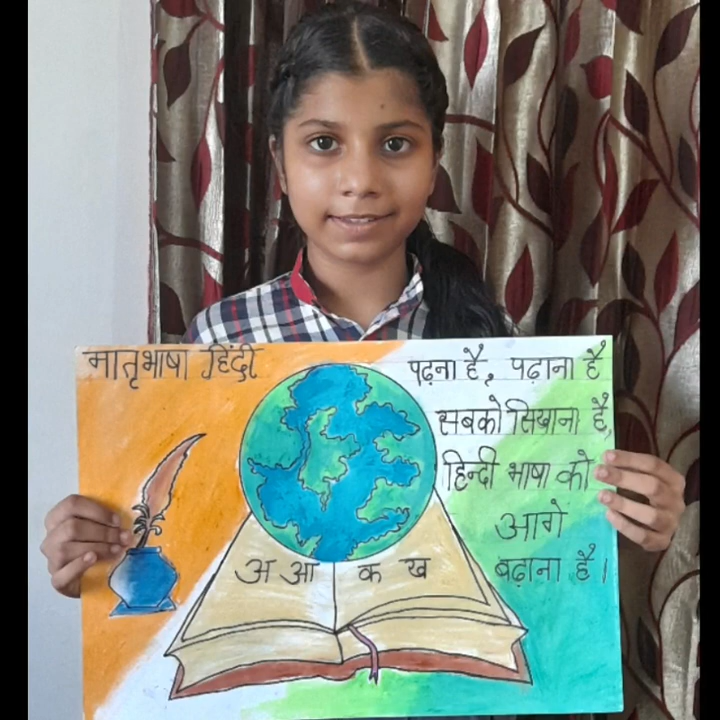 मातृभाषा हिंदी
पढ़ना है, पढ़ाना है
सबको सिखाना है,
हिन्दी भाषा को
आगे
बढ़ाना है।
अ आ क ख